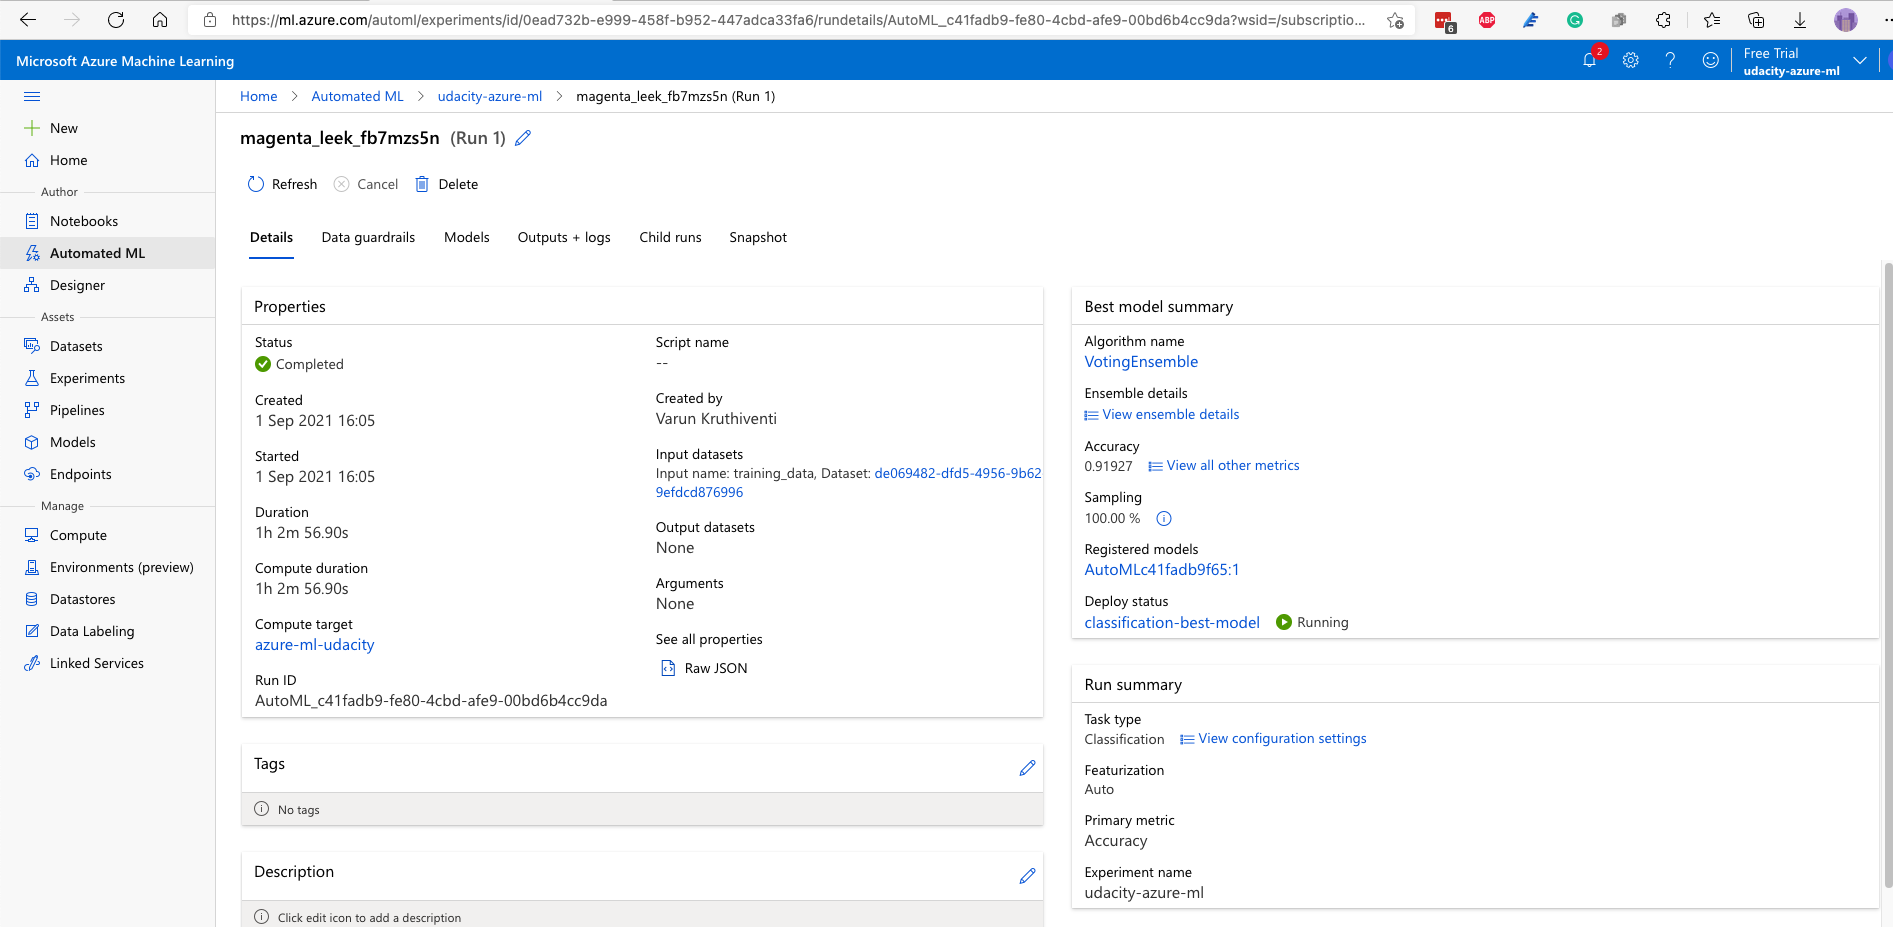 https://ml.azure.com/automl/experiments/id/0ead732b-e999-458f-b952-447adca33fa6/rundetails/AutoML_c41fadb9-fe80-4cbd-afe9-00bd6b4cc9da?wsid=/subscriptio...
6
ABP
Microsoft Azure Machine Learning
2
Free Trial
udacity-azure-ml
New
Home
Author
Notebooks
Automated ML
Designer
Assets
Datasets
Experiments
Pipelines
Models
Endpoints
Manage
Compute
Environments (preview)
Datastores
Data Labeling
Linked Services
Home > Automated ML > udacity-azure-ml > magenta_leek_fb7mzs5n (Run 1)
magenta_leek_fb7mzs5n (Run 1)
Refresh Cancel Delete
Details Data guardrails Models Outputs + logs Child runs Snapshot
Properties
Status
Completed
Created
1 Sep 2021 16:05
Started
1 Sep 2021 16:05
Duration
1h 2m 56.90s
Compute duration
1h 2m 56.90s
Compute target
azure-ml-udacity
Run ID
AutoML_c41fadb9-fe80-4cbd-afe9-00bd6b4cc9da
Script name
--
Created by
Varun Kruthiventi
Input datasets
Input name: training_data, Dataset: de069482-dfd5-4956-9b62
9efdcd876996
Output datasets
None
Arguments
None
See all properties
Raw JSON
Tags
No tags
Description
Click edit icon to add a description
Best model summary
Algorithm name
VotingEnsemble
Ensemble details
View ensemble details
Accuracy
0.91927 View all other metrics
Sampling
100.00 %
Registered models
AutoMLc41fadb9f65:1
Deploy status
classification-best-model Running
Run summary
Task type
Classification View configuration settings
Featurization
Auto
Primary metric
Accuracy
Experiment name
udacity-azure-ml